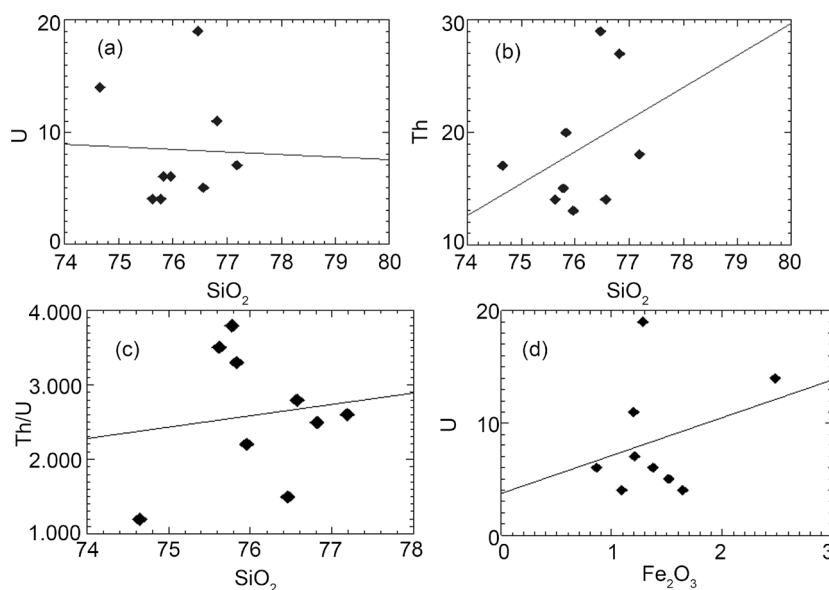 20
(a)
U
10
0
74 75 76 77 78 79 80
SiO₂
30
(b)
Th
20
10
74 75 76 77 78 79 80
SiO₂
4.000
(c)
3.000
Th/U
2.000
1.000
74 75 76 77 78
SiO₂
20
(d)
U
10
0
0 1 2 3
Fe₂O₃